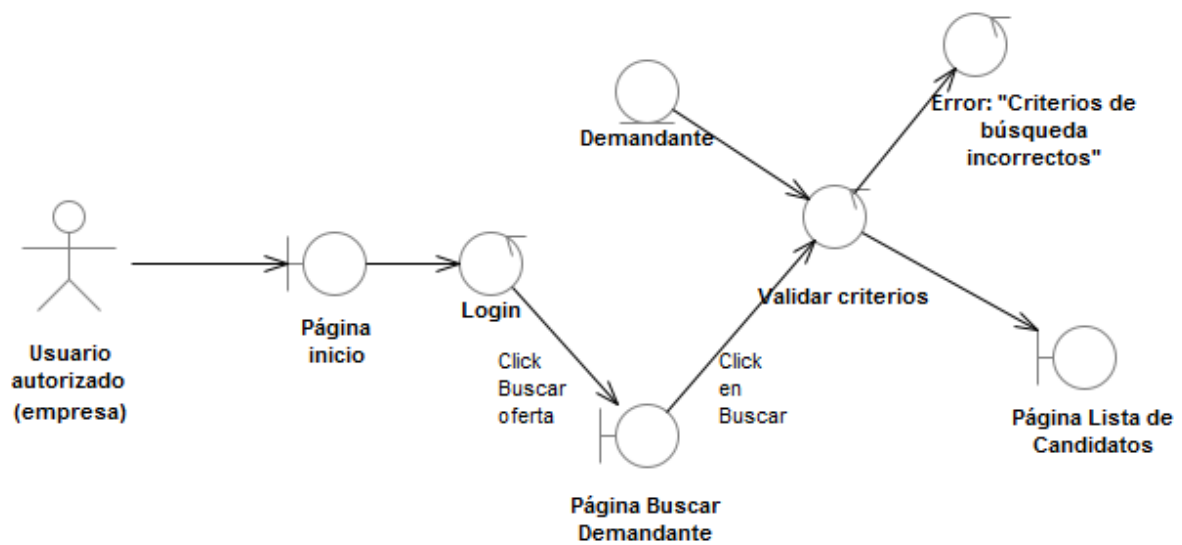 Usuario
autorizado
(empresa)
Página
inicio
Login
Click
Buscar
oferta
Página Buscar
Demandante
Click
en
Buscar
Demandante
Validar criterios
Error: "Criterios de
búsqueda
incorrectos"
Página Lista de
Candidatos